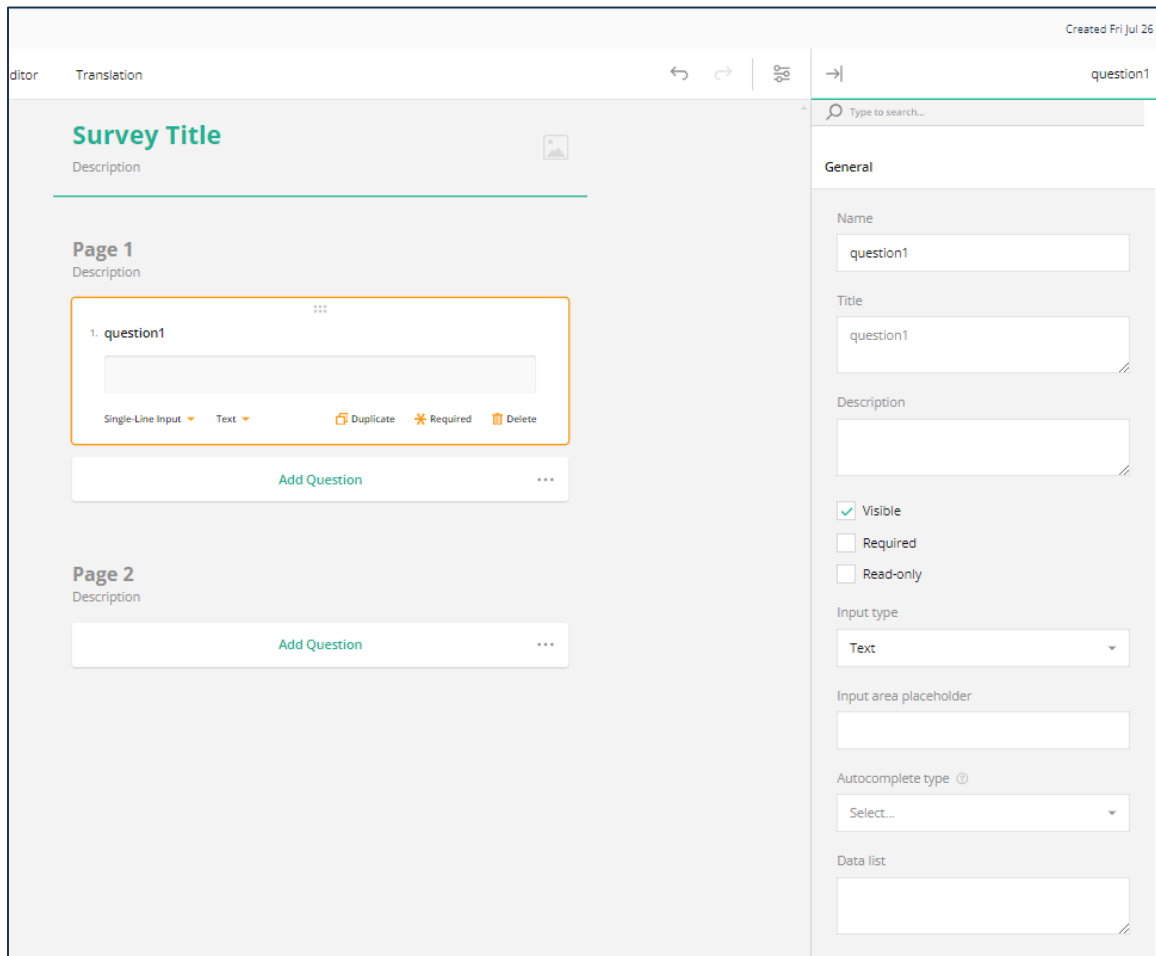 Created Fri Jul 26
ditor Translation
question1
Type to search...
Survey Title
Description
General
Name
question1
Page 1
Description
Title
question1
1. question1
Description
Single-Line Input Text Duplicate Required Delete
Add Question
Visible
Required
Read-only
Page 2
Description
Input type
Text
Add Question
Input area placeholder
Autocomplete type
Select...
Data list